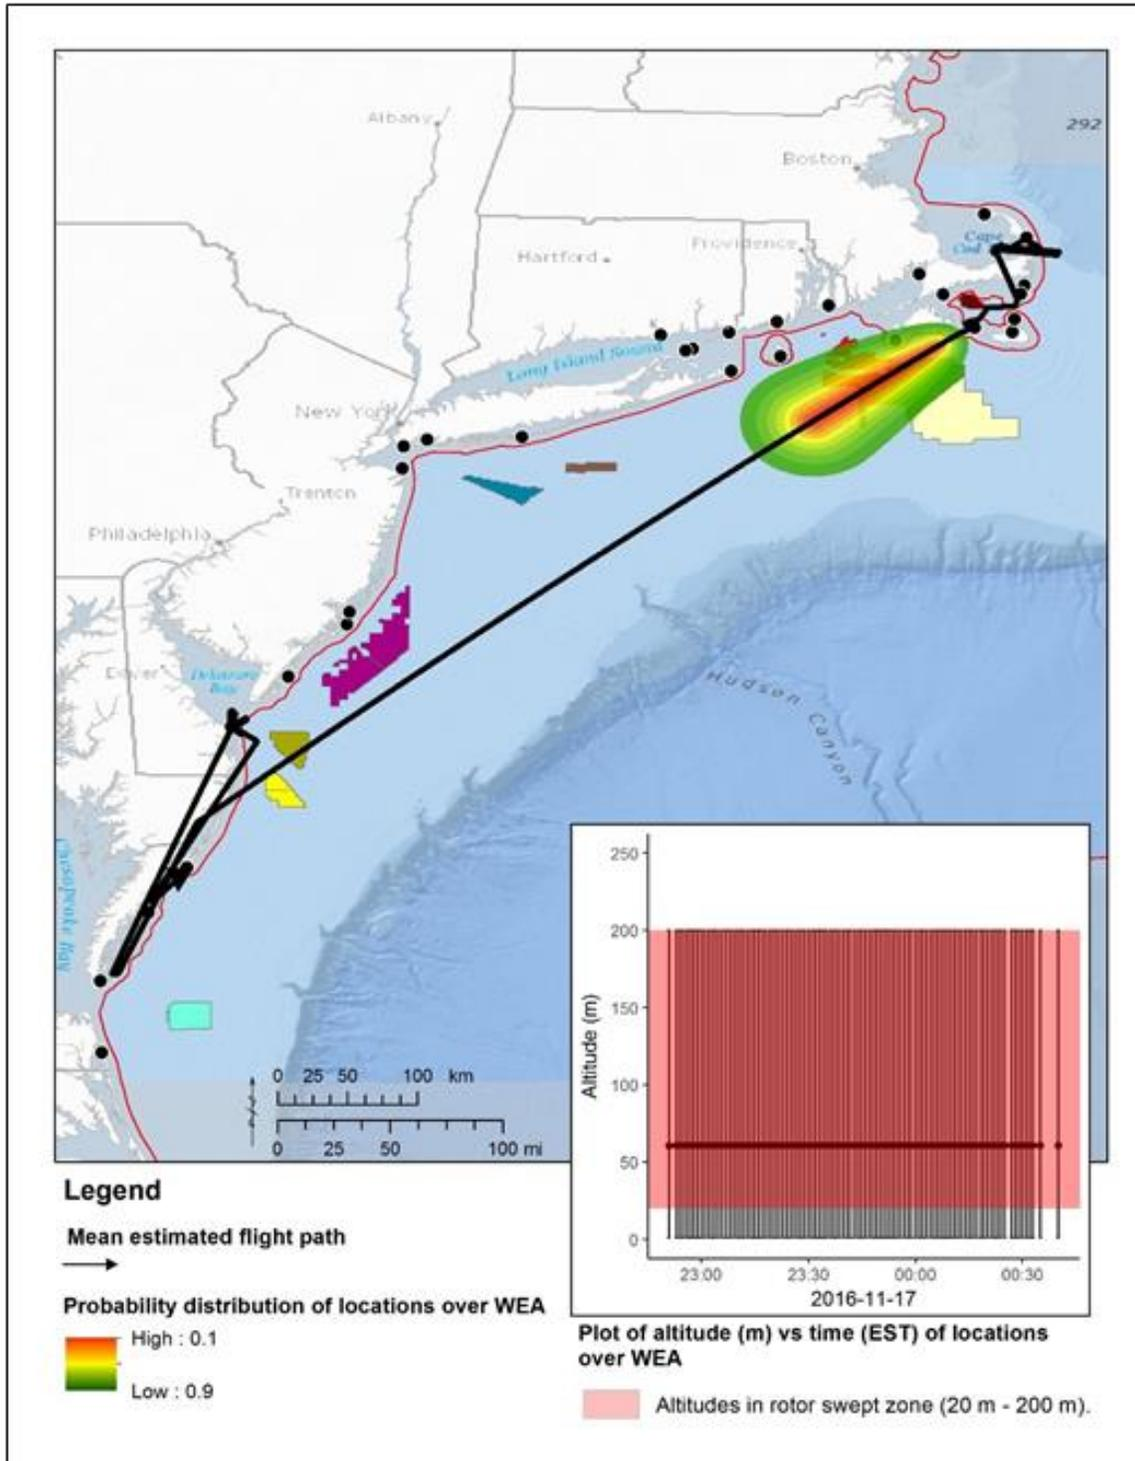 292
Albany
Boston
Cape
Cod
Providence
Hartford
Long Island Sound
New York
Trenton
Philadelphia
Dover
Delaware
Bay
Hudson Canyon
Chesapeake Bay
0 25 50 100 km
0 25 50 100 mi
250
200
150
100
50
0
Altitude (m)
23:00 23:30 00:00 00:30
2016-11-17
Legend
Mean estimated flight path
Probability distribution of locations over WEA
High : 0.1
Low : 0.9
Plot of altitude (m) vs time (EST) of locations
over WEA
Altitudes in rotor swept zone (20 m - 200 m).